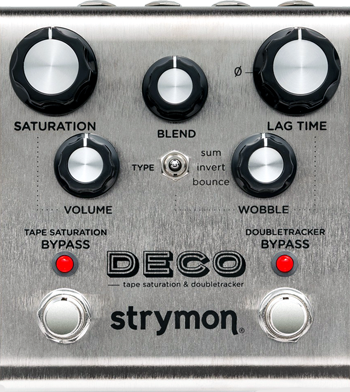 SATURATION
BLEND
LAG TIME
ø
TYPE
sum
invert
bounce
VOLUME
WOBBLE
TAPE SATURATION
BYPASS
DOUBLETRACKER
BYPASS
DECO
tape saturation & doubletracker
strymon®